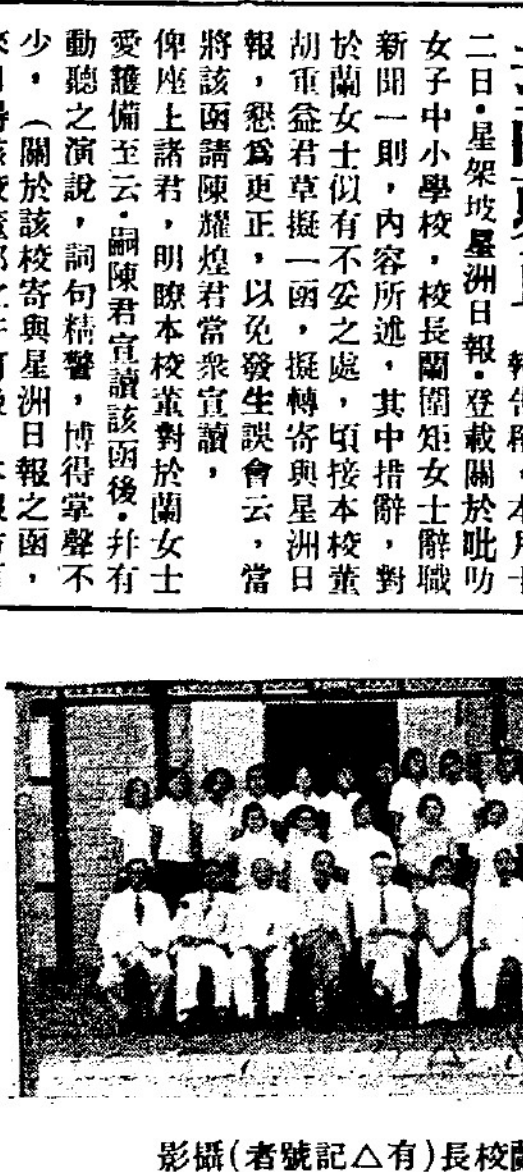 報告
二日・星架坡星洲日報・登載關於吡叻
女子中小學校，校長蘭閨矩女士辭職
新聞一則，內容所述，其中措辭，對
於蘭女士似有不妥之處，頃接本校董
胡重益君草擬一函，擬轉寄與星洲日
報，懇爲更正，以免發生誤會云，當
將該函請陳耀煌君當衆宣讀，
俾座上諸君，明瞭本校董對於蘭女士
愛護備至云・嗣陳君宣讀該函後・幷有
動聽之演說，詞句精警，博得掌聲不
少，（關於該校寄與星洲日報之函，
影攝(者號記△有)長校蘭